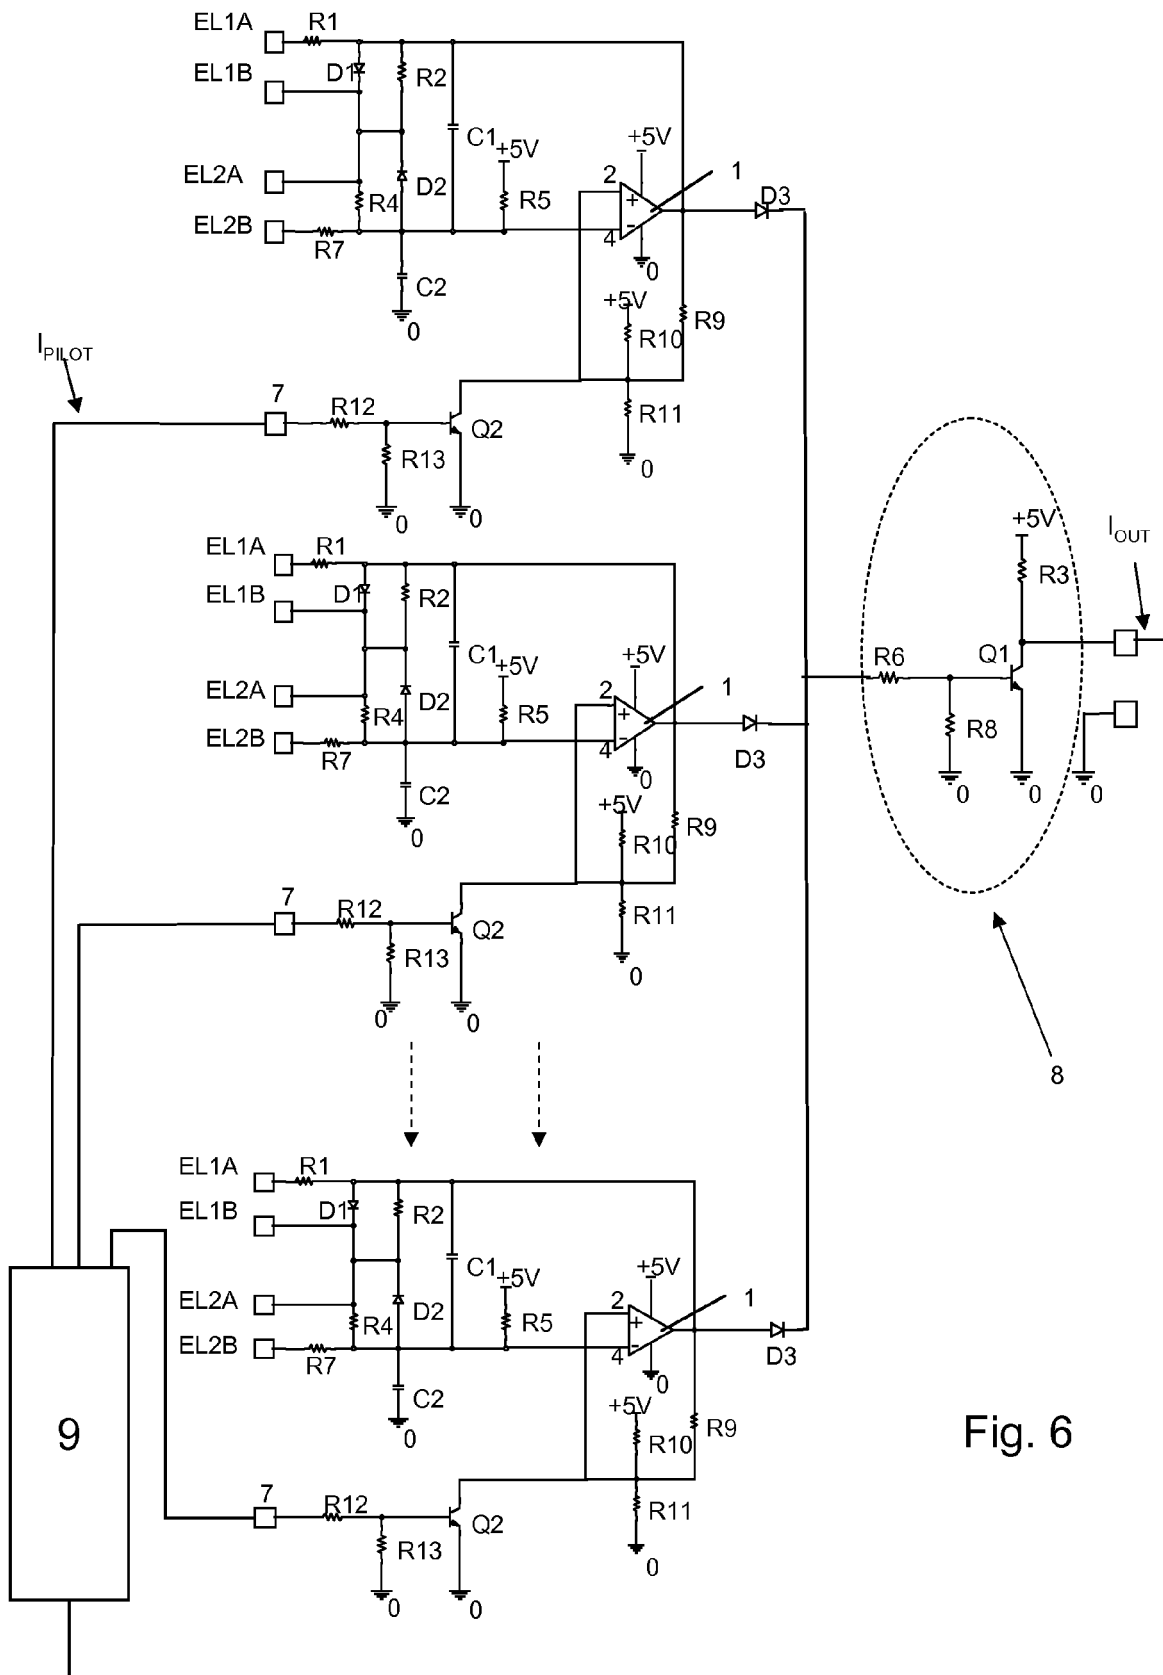 EL1A
R1
EL1B
D1
R2
C1
+5V
+5V
EL2A
R4
D2
R5
2
1
D3
EL2B
R7
4
0
C2
0
+5V
R10
R9
I_PILOT
7
R12
Q2
R11
R13
0
0
0
EL1A
R1
EL1B
D1
R2
C1
+5V
+5V
EL2A
R4
D2
R5
2
1
D3
EL2B
R7
4
0
C2
0
+5V
R10
R9
7
R12
Q2
R11
R13
0
0
0
+5V
I_OUT
R3
R6
Q1
R8
0
0
0
8
EL1A
R1
EL1B
D1
R2
C1
+5V
+5V
EL2A
R4
D2
R5
2
1
D3
EL2B
R7
4
0
C2
0
+5V
R10
R9
9
7
R12
Q2
R11
R13
0
0
0
Fig. 6